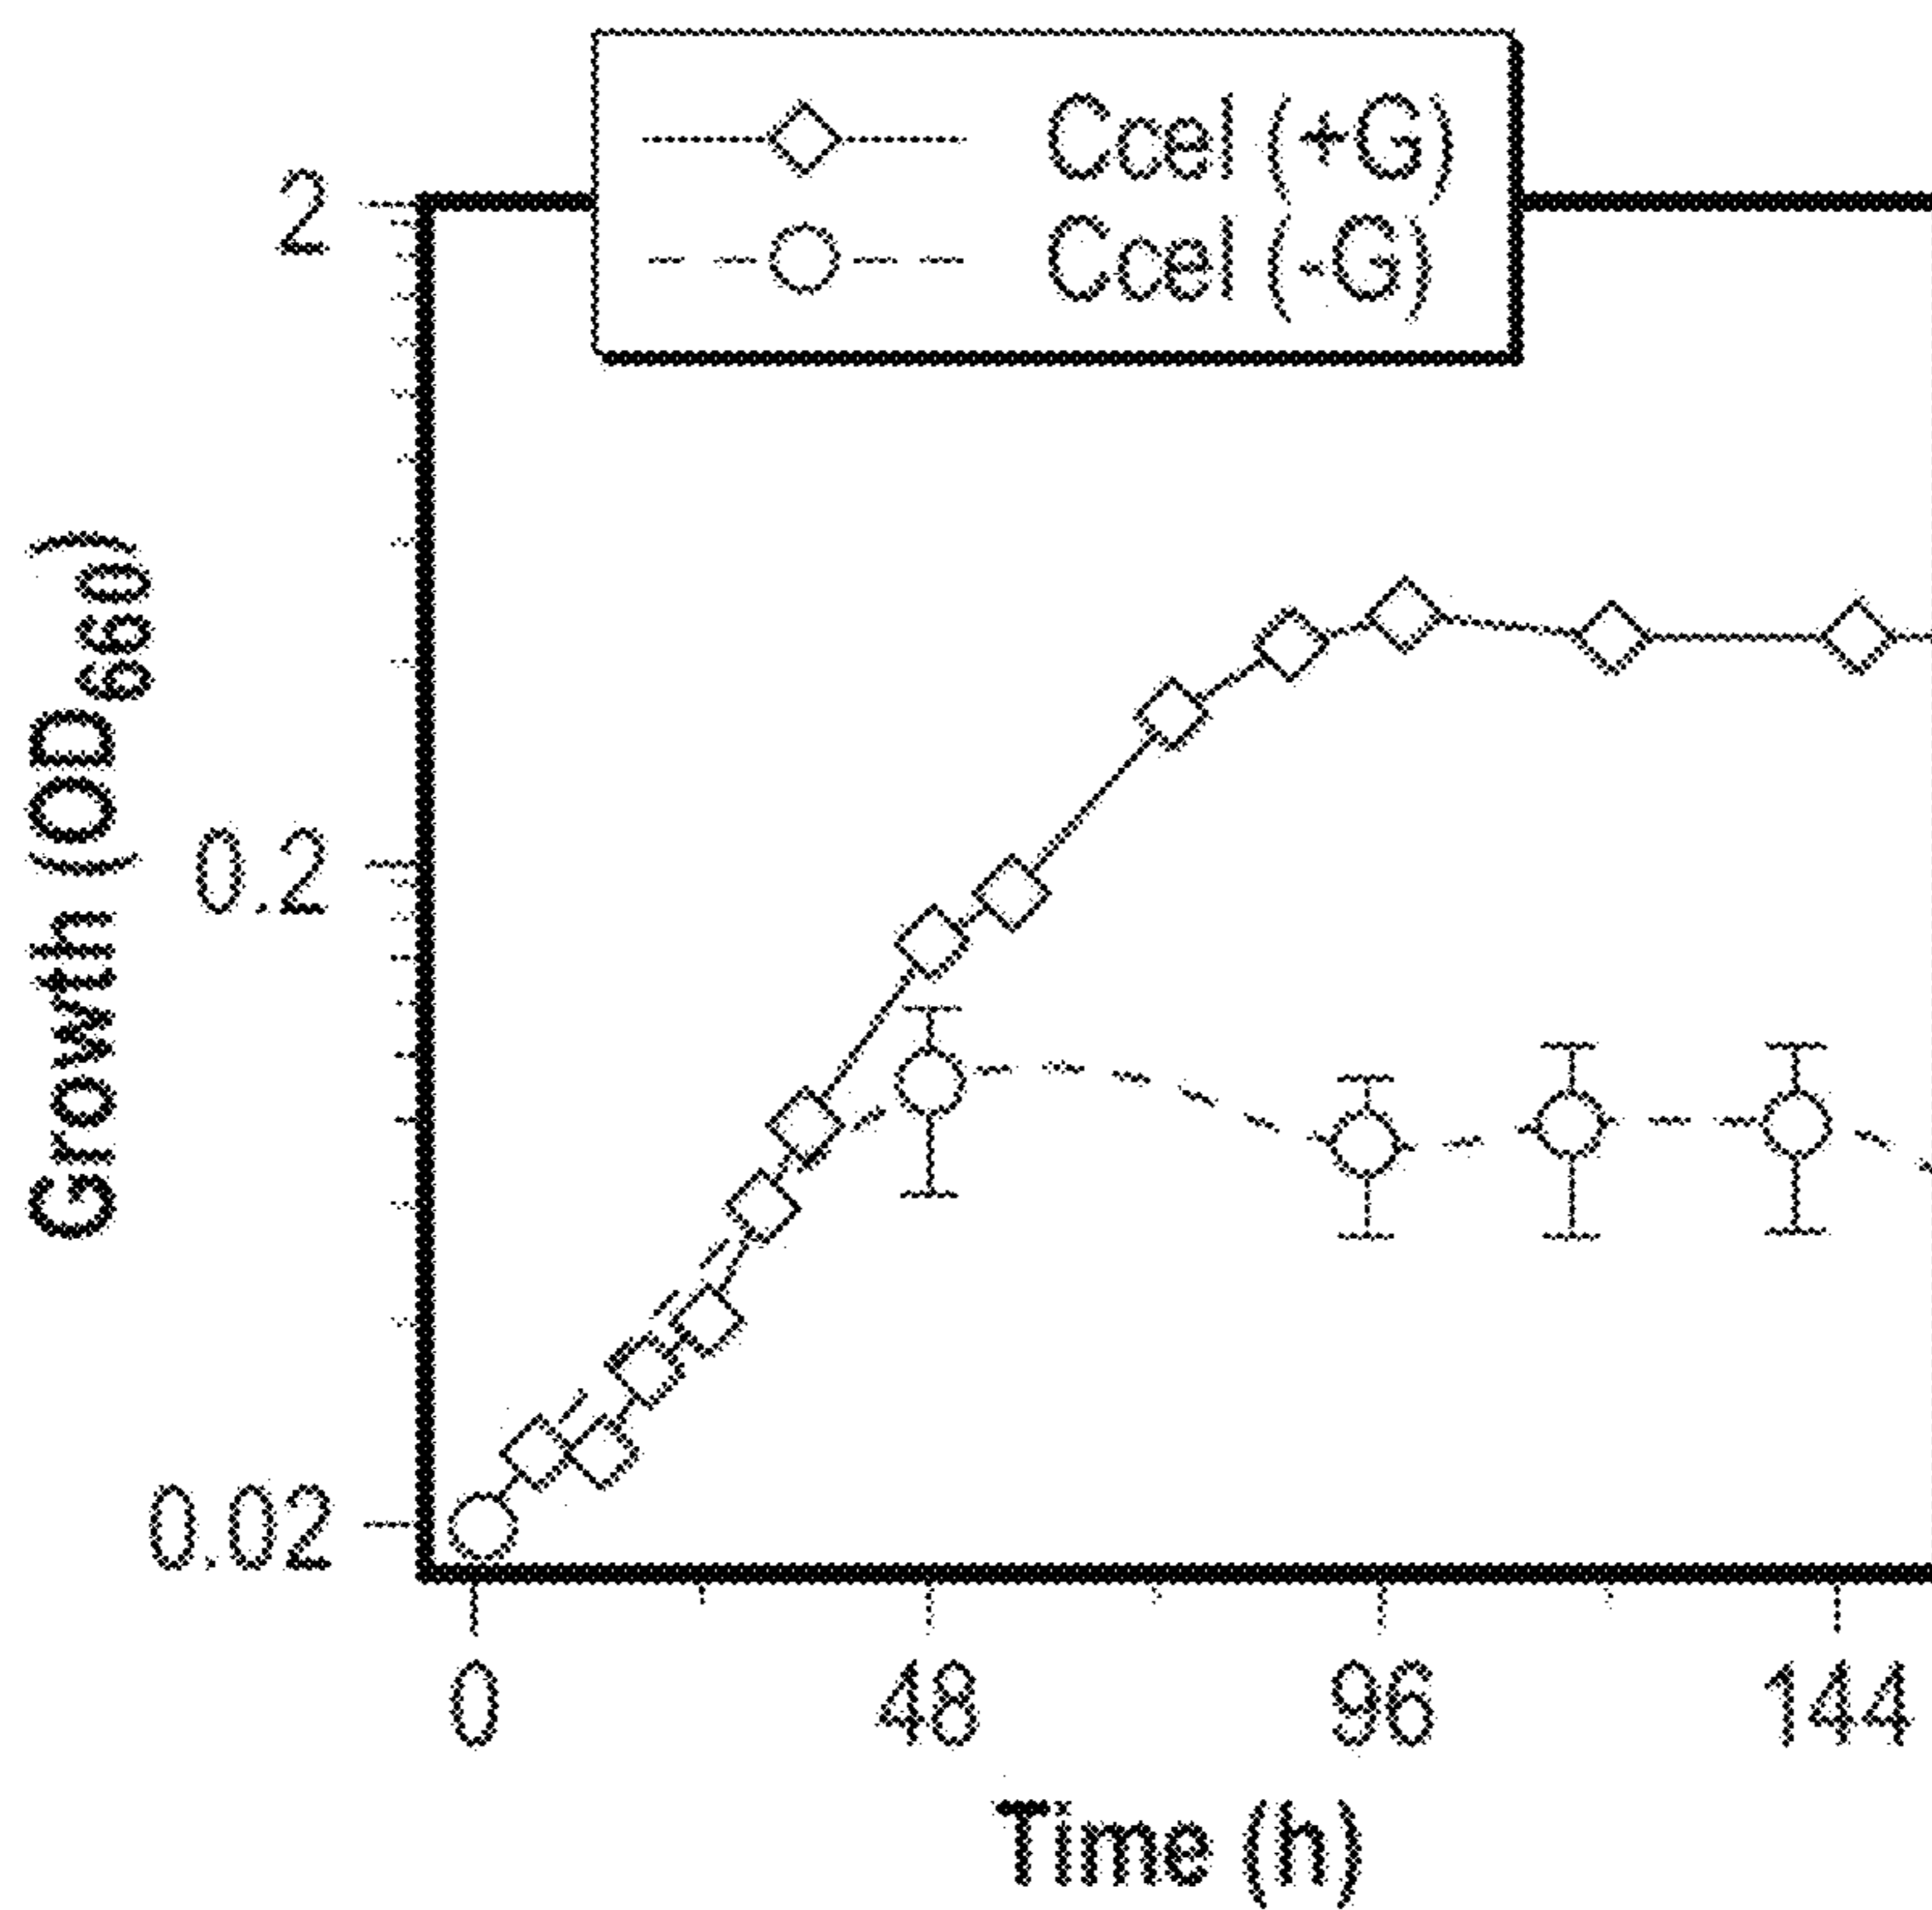 Ccel (+G)
Ccel (-G)
2
0.2
0.02
Growth (OD660)
0
48
96
144
Time (h)